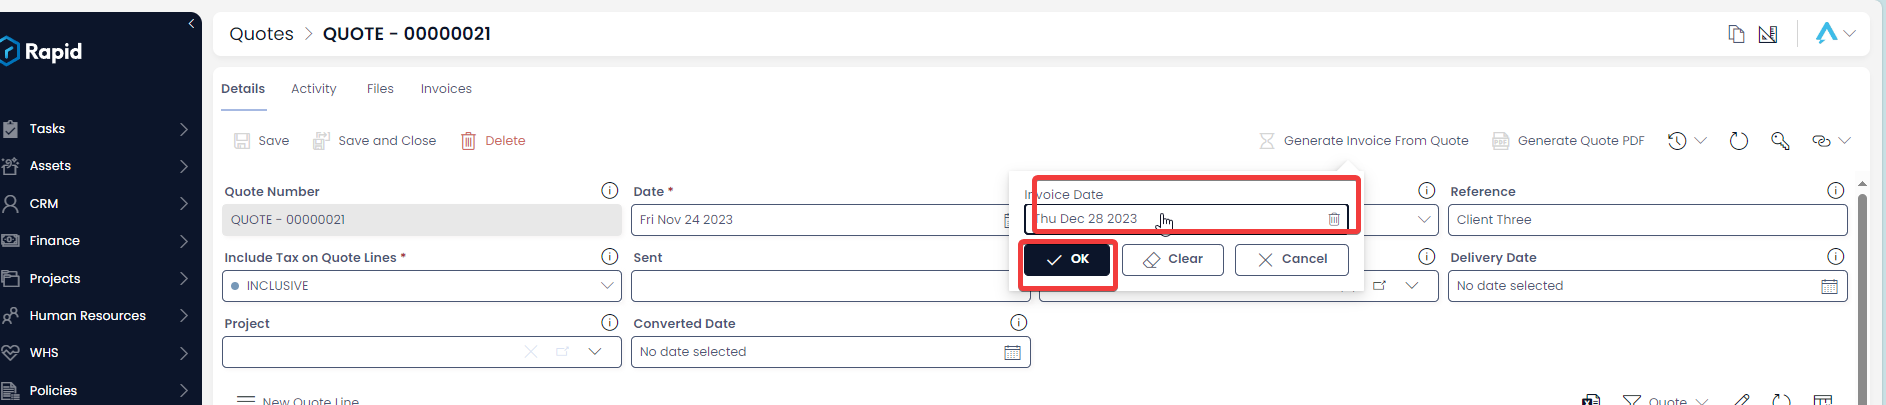 Rapid
Quotes > QUOTE - 00000021
Details Activity Files Invoices
Save Save and Close Delete Generate Invoice From Quote PDF Generate Quote PDF
Tasks
Assets
CRM
Finance
Projects
Human Resources
WHS
Policies
Quote Number Date * Invoice Date Reference
QUOTE - 00000021 Fri Nov 24 2023 Thu Dec 28 2023 Client Three
OK Clear Cancel
Include Tax on Quote Lines * Sent Delivery Date
INCLUSIVE No date selected
Project Converted Date
No date selected
New Quote Line Quote